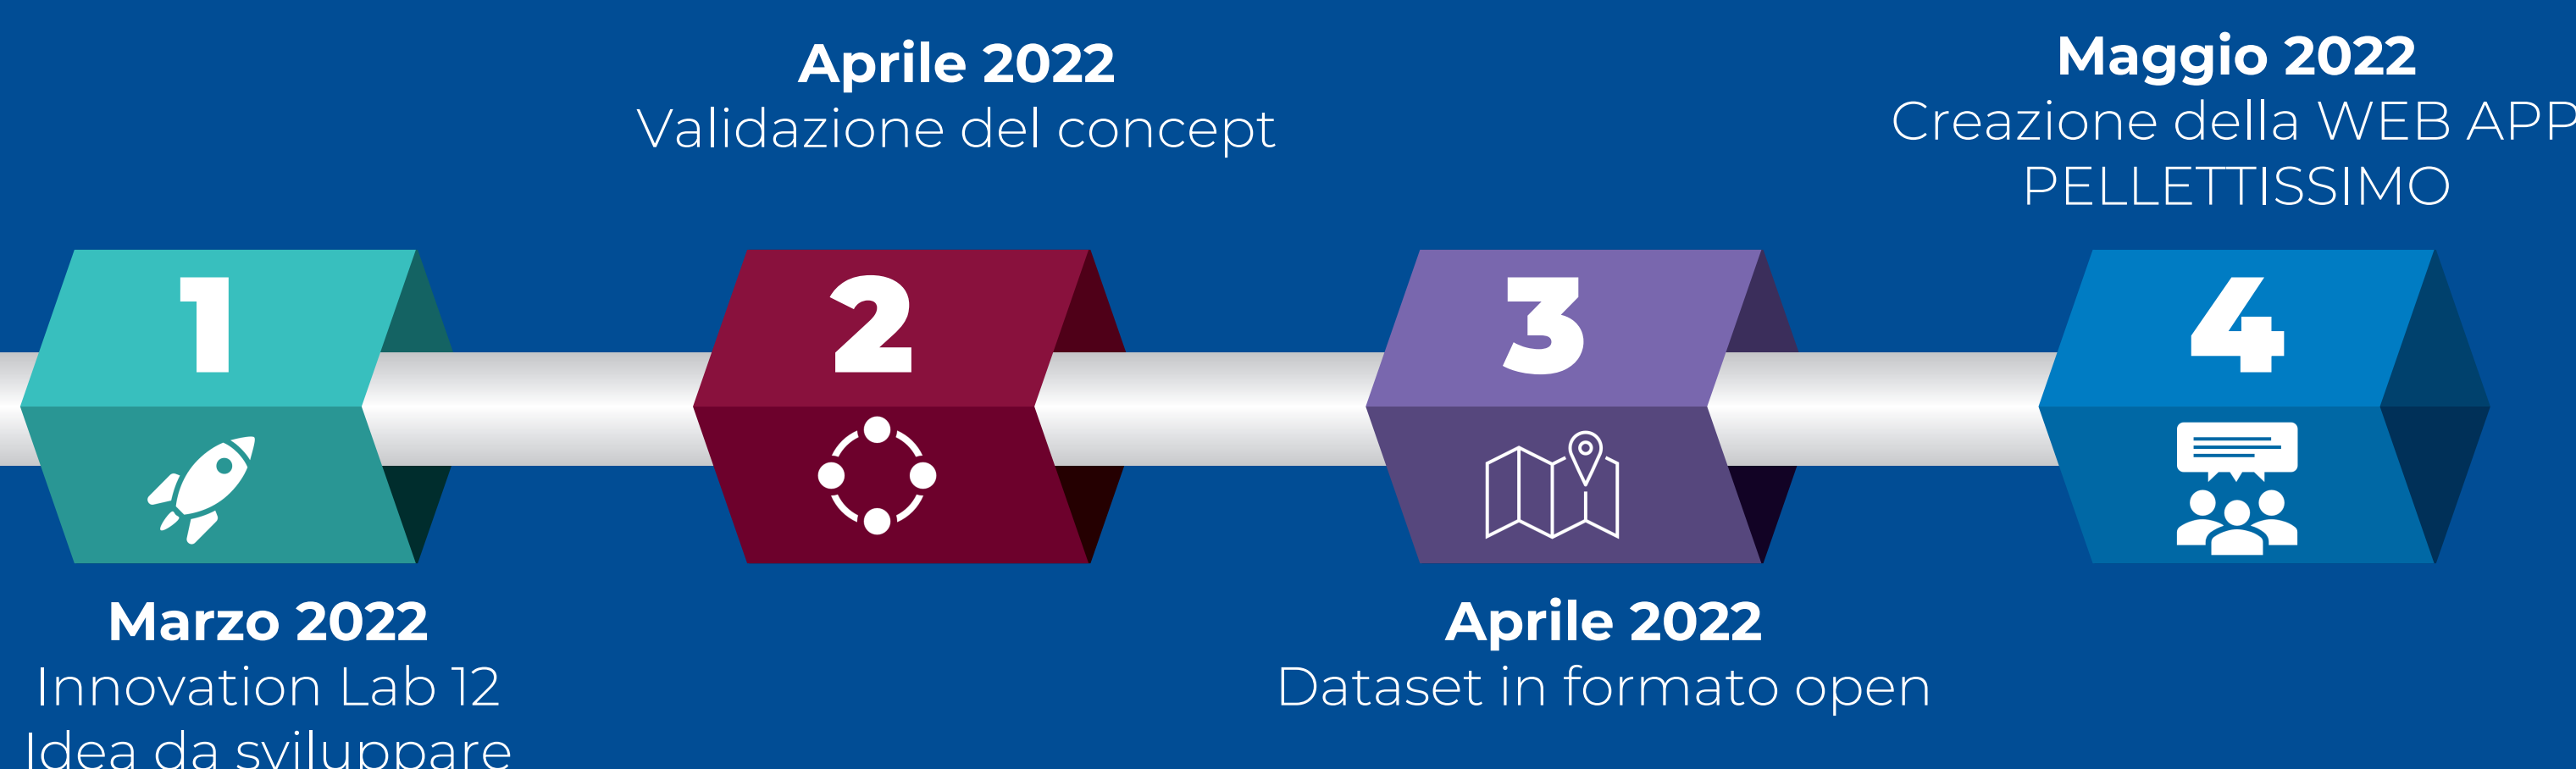 Aprile 2022
Validazione del concept
Maggio 2022
Creazione della WEB APP
PELLETTISSIMO
1
2
3
4
Marzo 2022
Innovation Lab 12
Idea da sviluppare
Aprile 2022
Dataset in formato open